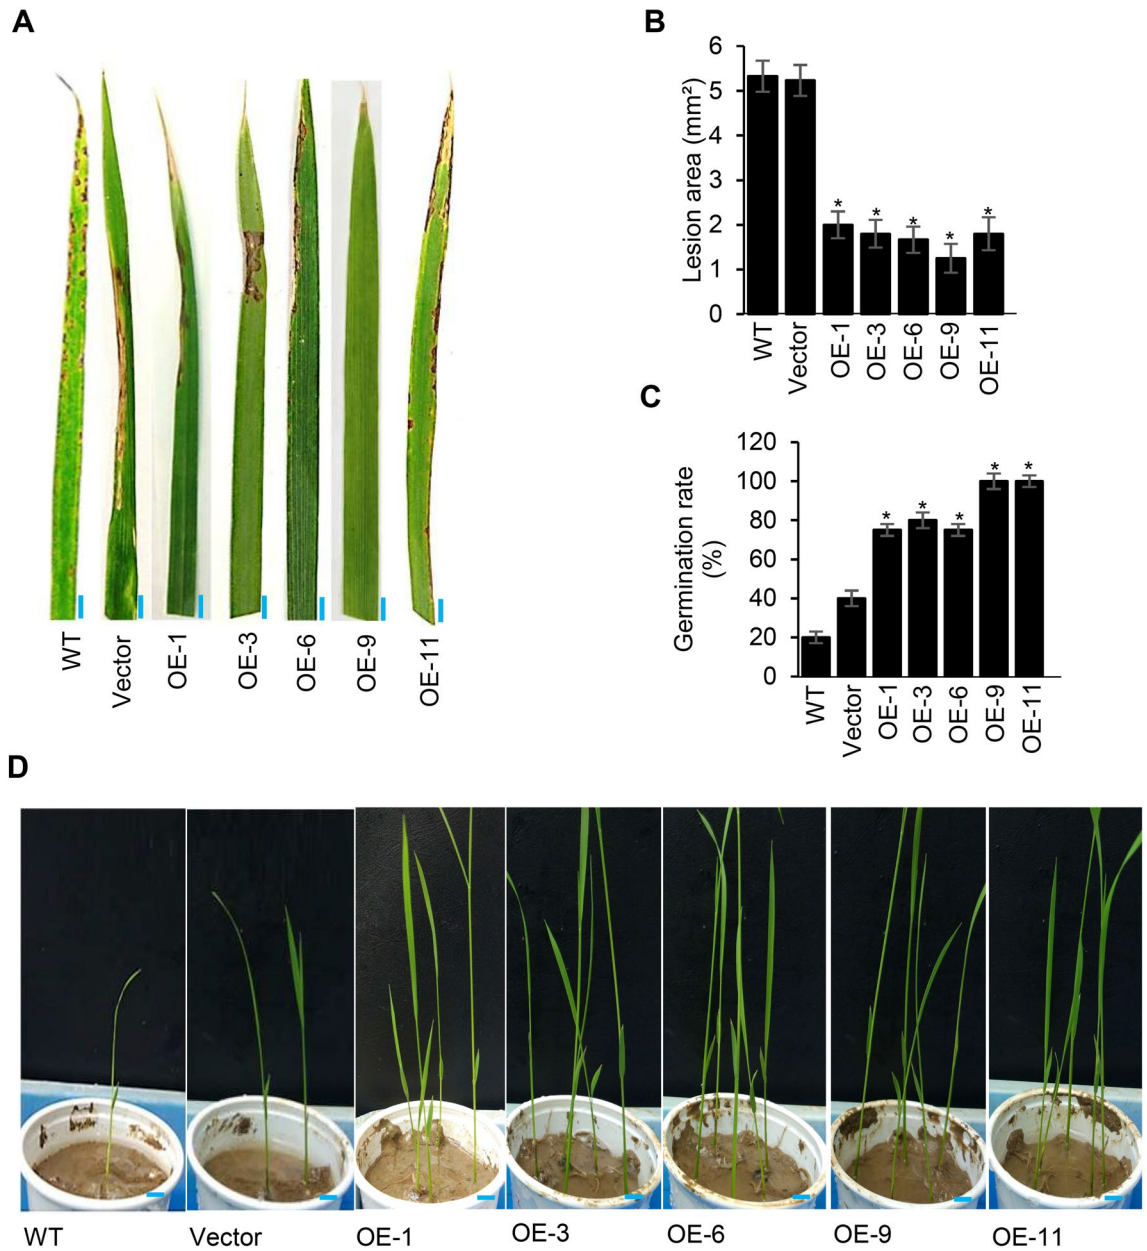 A
WT
Vector
OE-1
OE-3
OE-6
OE-9
OE-11
B
Lesion area (mm²)
6
5
4
3
2
1
0
* * * * *
WT
Vector
OE-1
OE-3
OE-6
OE-9
OE-11
C
Germination rate
(%)
120
100
80
60
40
20
0
* * * * *
WT
Vector
OE-1
OE-3
OE-6
OE-9
OE-11
D
WT
Vector
OE-1
OE-3
OE-6
OE-9
OE-11